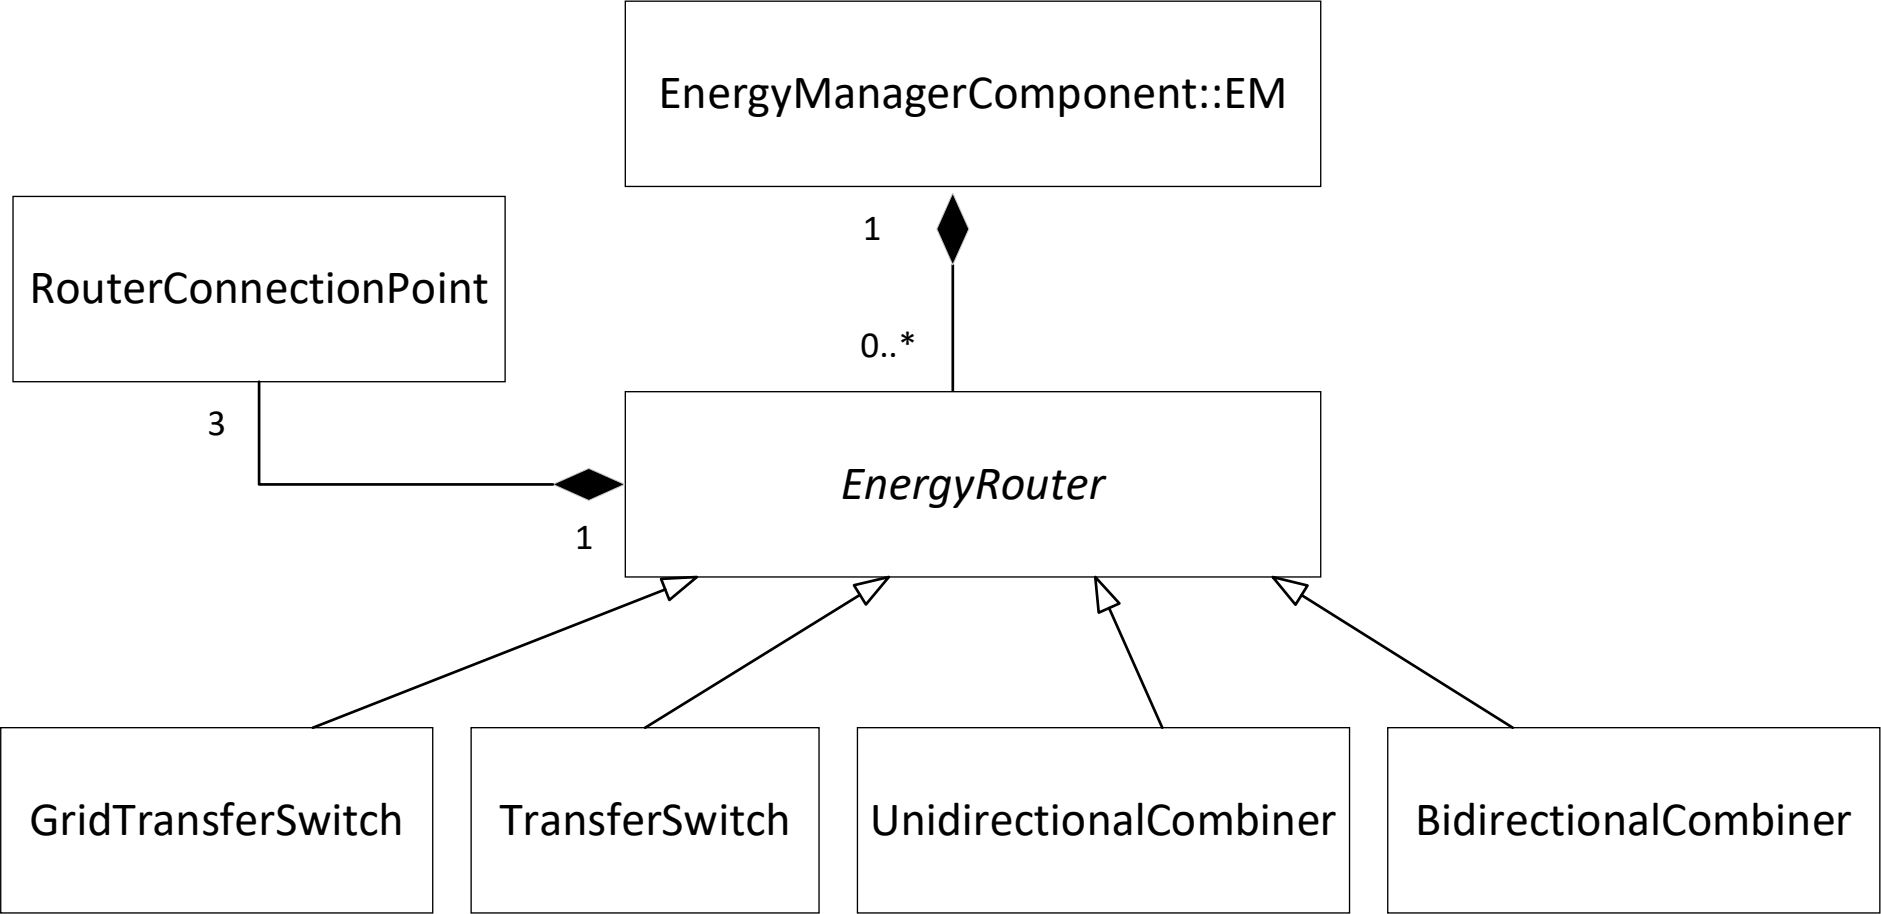 EnergyManagerComponent::EM
1
RouterConnectionPoint
0..*
3
EnergyRouter
1
GridTransferSwitch
TransferSwitch
UnidirectionalCombiner
BidirectionalCombiner